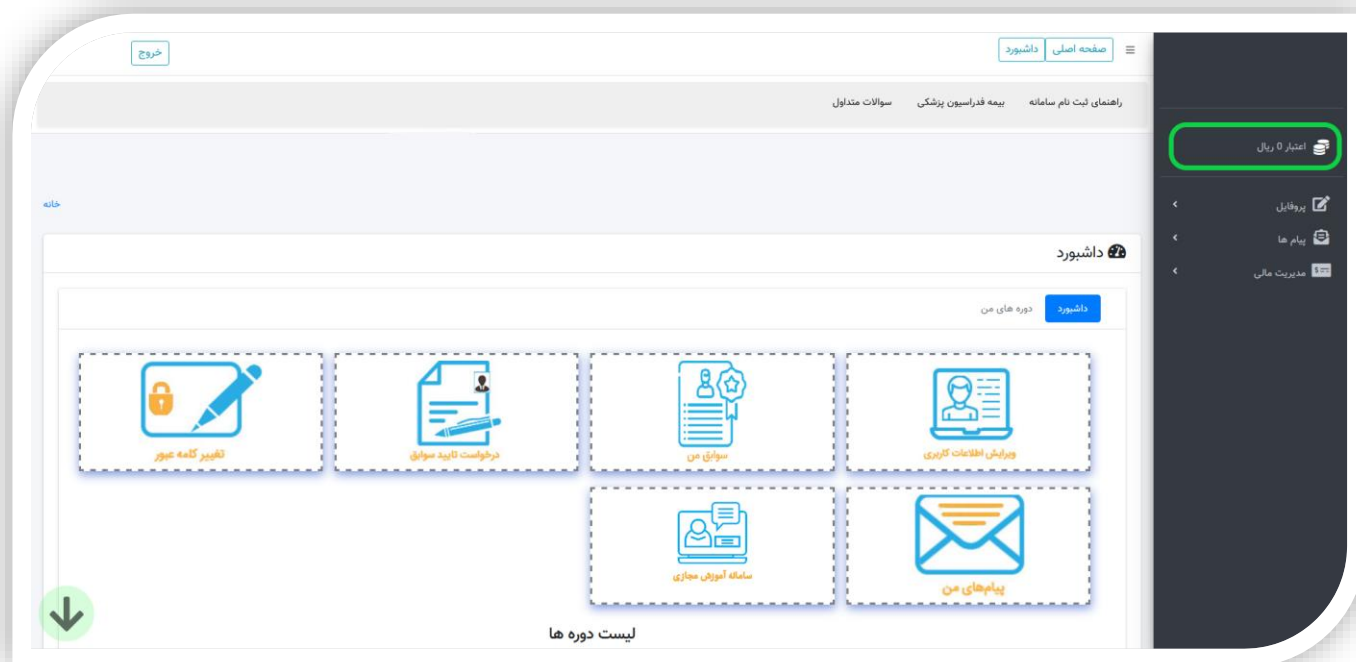 صفحه اصلی داشبورد خروج
راهنمای ثبت نام سامانه بیمه فدراسیون پزشکی سوالات متداول
اعتبار 0 ریال
پروفایل
پیام ها
مدیریت مالی
خانه
داشبورد
داشبورد دوره های من
ویرایش اطلاعات کاربری سوابق من درخواست تایید سوابق تغییر کلمه عبور
پیام‌های من سامانه آموزش مجازی
لیست دوره ها